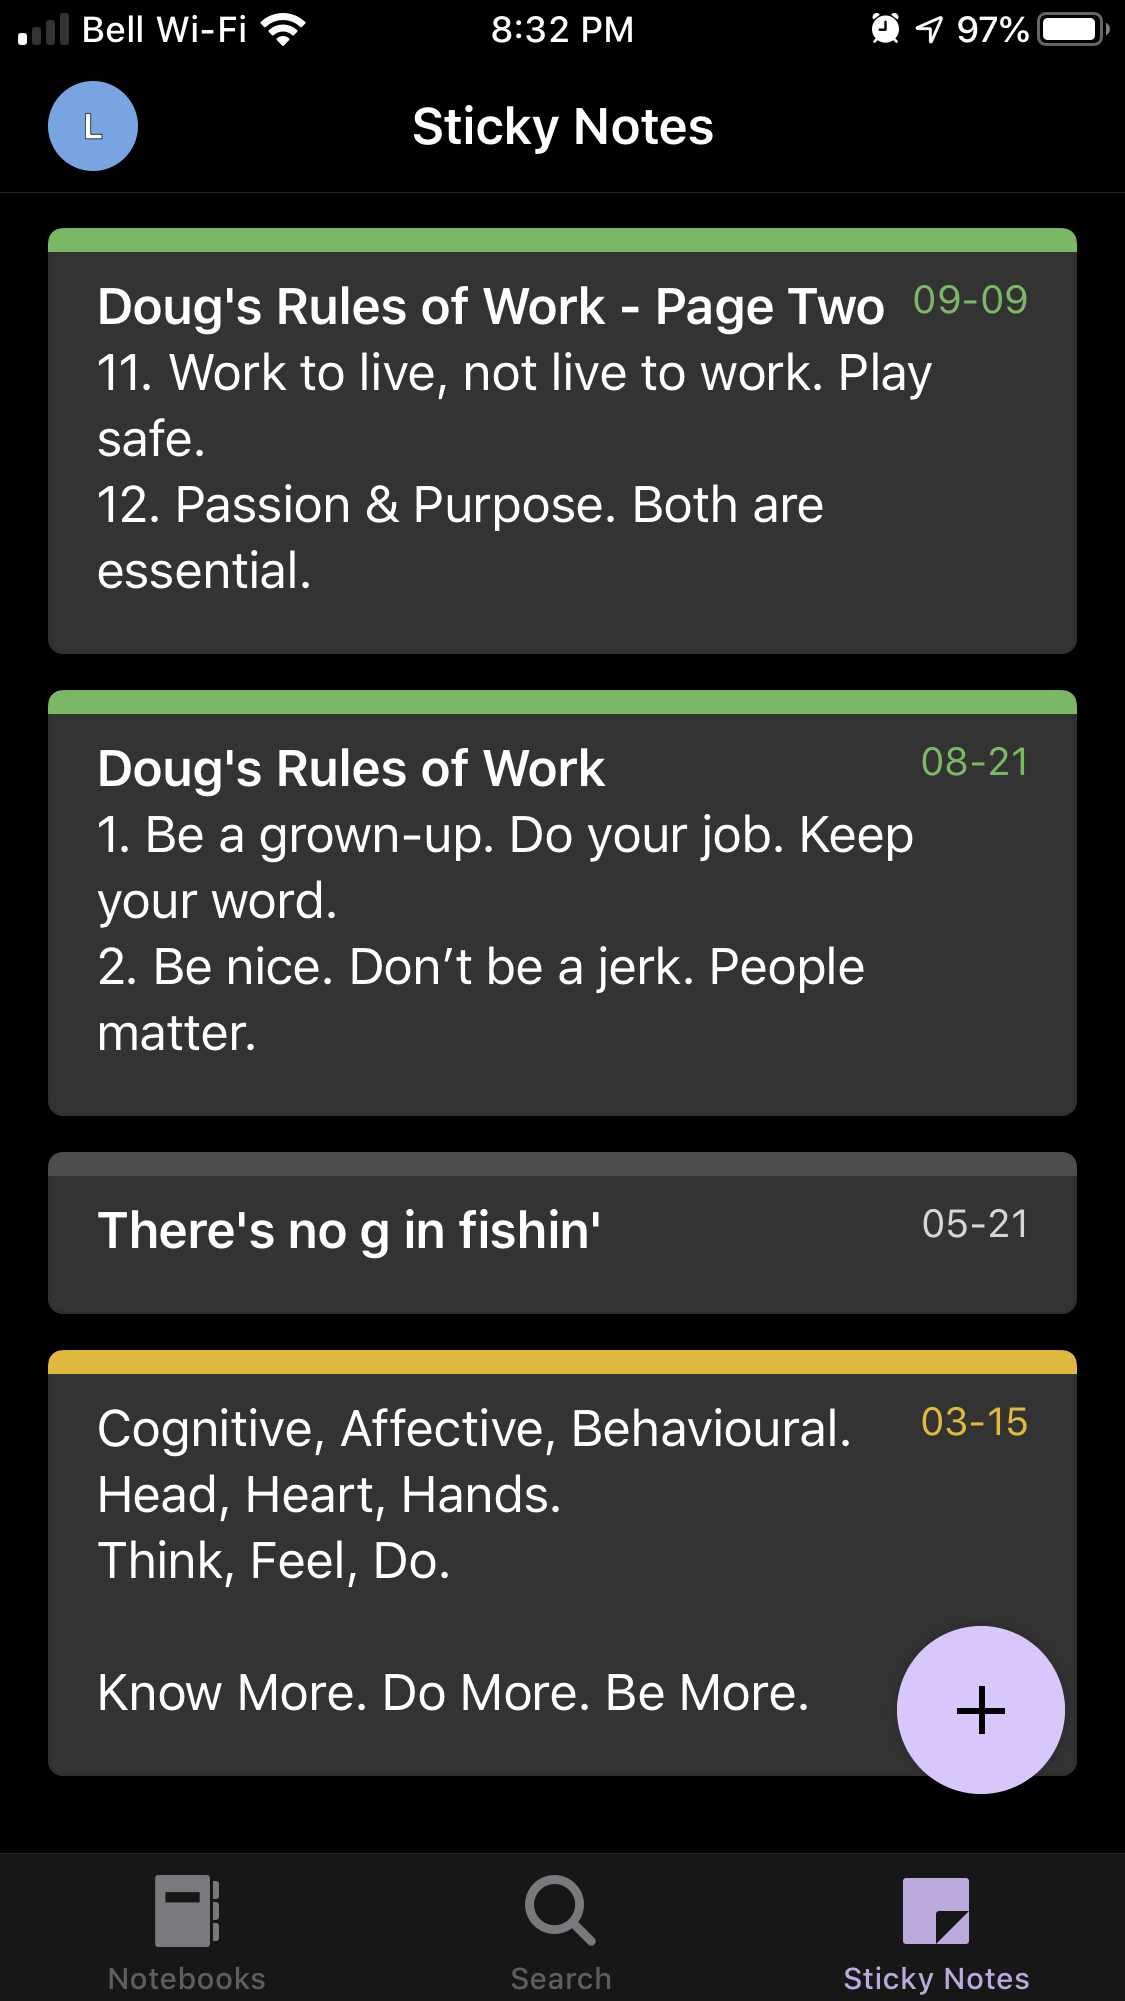 Bell Wi-Fi 8:32 PM 97%
L Sticky Notes
Doug's Rules of Work - Page Two 09-09
11. Work to live, not live to work. Play
safe.
12. Passion & Purpose. Both are
essential.
Doug's Rules of Work 08-21
1. Be a grown-up. Do your job. Keep
your word.
2. Be nice. Don’t be a jerk. People
matter.
There's no g in fishin' 05-21
Cognitive, Affective, Behavioural. 03-15
Head, Heart, Hands.
Think, Feel, Do.
Know More. Do More. Be More.
Notebooks Search Sticky Notes